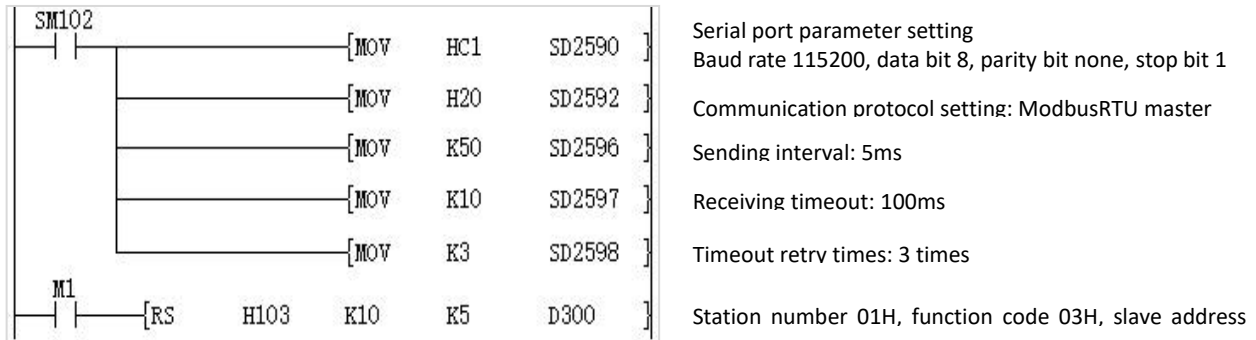 SM102
MOV HC1 SD2590
Serial port parameter setting
Baud rate 115200, data bit 8, parity bit none, stop bit 1
MOV H20 SD2592
Communication protocol setting: ModbusRTU master
MOV K50 SD2596
Sending interval: 5ms
MOV K10 SD2597
Receiving timeout: 100ms
MOV K3 SD2598
Timeout retry times: 3 times
M1
RS H103 K10 K5 D300
Station number 01H, function code 03H, slave address